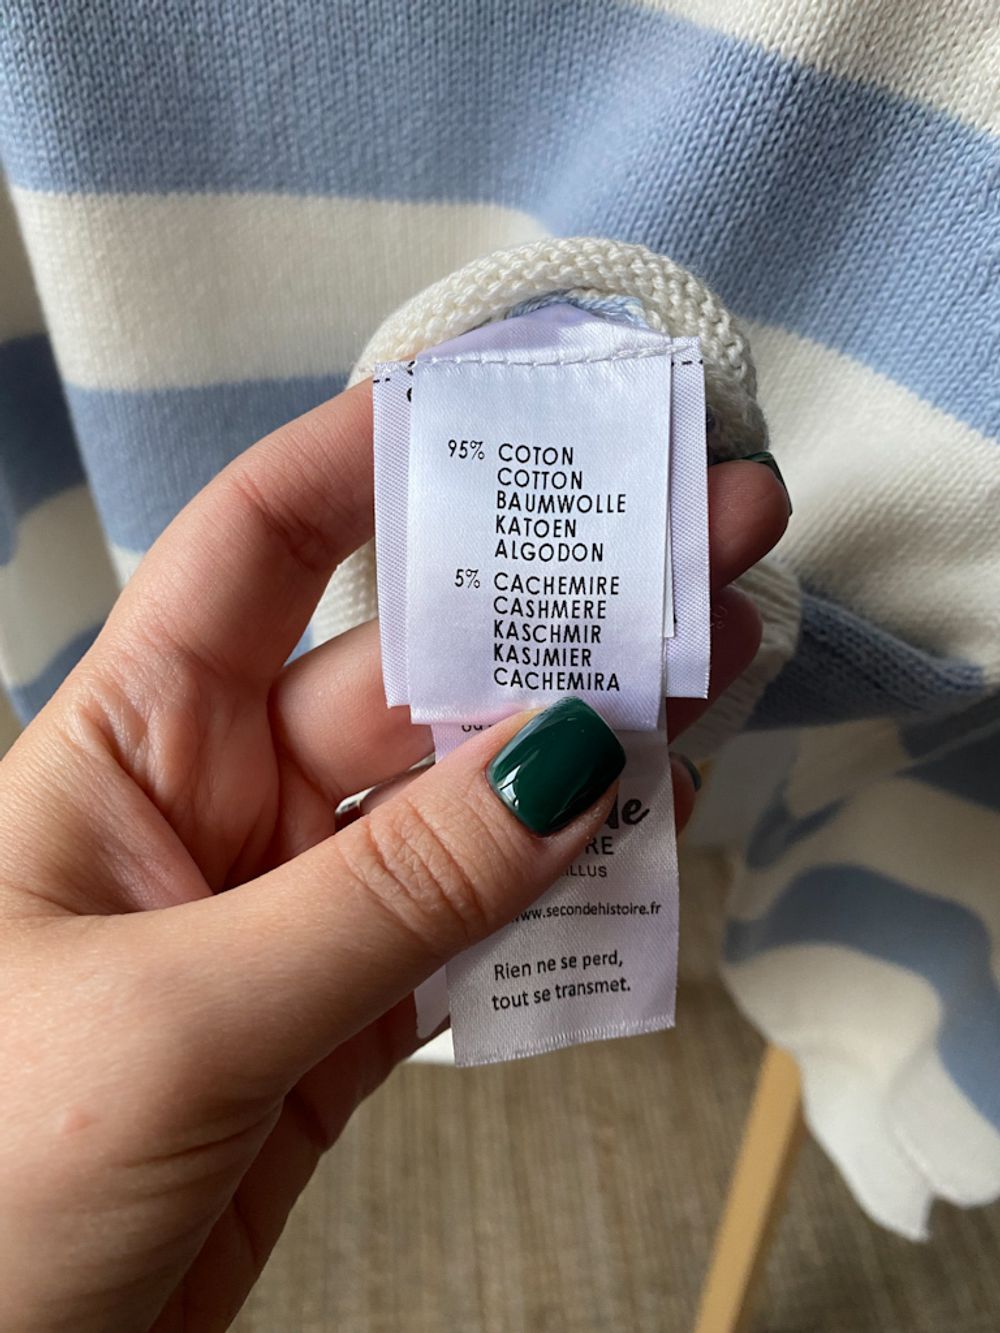 95% COTON
COTTON
BAUMWOLLE
KATOEN
ALGODON
5% CACHEMIRE
CASHMERE
KASCHMIR
KASJMIER
CACHEMIRA
www.secondehistoire.fr
Rien ne se perd,
tout se transmet.